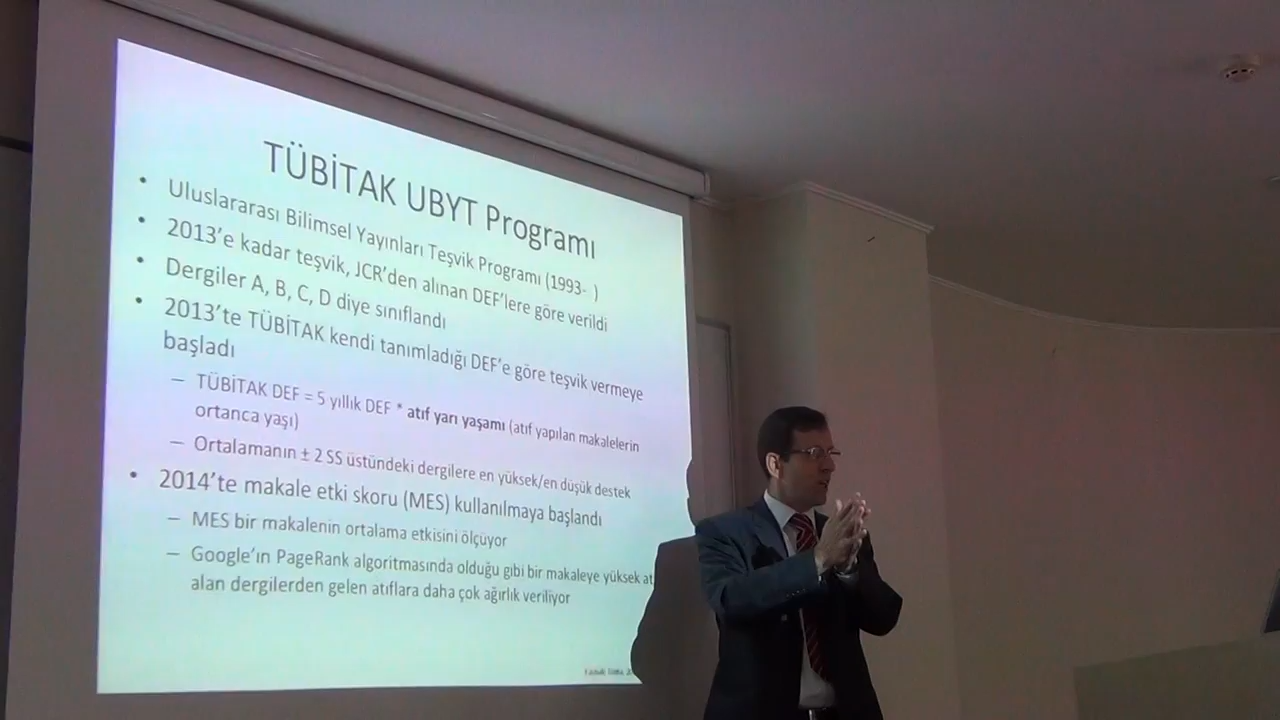 TÜBİTAK UBYT Programı
• Uluslararası Bilimsel Yayınları Teşvik Programı (1993- )
• 2013'e kadar teşvik, JCR'den alınan DEF'lere göre verildi
• Dergiler A, B, C, D diye sınıflandı
• 2013'te TÜBİTAK kendi tanımladığı DEF'e göre teşvik vermeye
başladı
– TÜBİTAK DEF = 5 yıllık DEF * atıf yarı yaşamı (atıf yapılan makalelerin
ortanca yaşı)
– Ortalamanın ± 2 SS üstündeki dergilere en yüksek/en düşük destek
• 2014'te makale etki skoru (MES) kullanılmaya başlandı
– MES bir makalenin ortalama etkisini ölçüyor
– Google'ın PageRank algoritmasında olduğu gibi bir makaleye yüksek at
alan dergilerden gelen atıflara daha çok ağırlık veriliyor